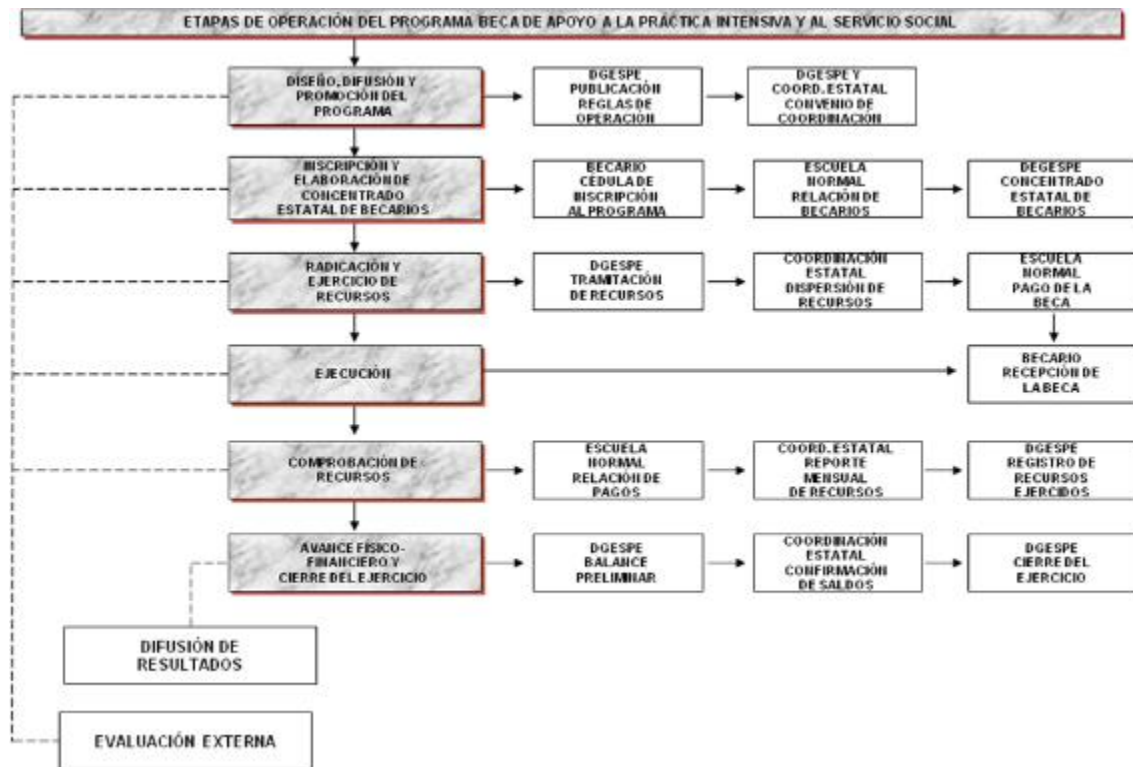 ETAPAS DE OPERACIÓN DEL PROGRAMA BECA DE APOYO A LA PRÁCTICA INTENSIVA Y AL SERVICIO SOCIAL
DISEÑO, DIFUSIÓN Y
PROMOCIÓN DEL
PROGRAMA
DGESPE
PUBLICACIÓN
REGLAS DE
OPERACIÓN
DGESPE Y
COORD. ESTATAL
CONVENIO DE
COORDINACIÓN
INSCRIPCIÓN Y
ELABORACIÓN DE
CONCENTRADO
ESTATAL DE BECARIOS
BECARIO
CÉDULA DE
INSCRIPCIÓN
AL PROGRAMA
ESCUELA
NORMAL
RELACIÓN DE
BECARIOS
DEGESPE
CONCENTRADO
ESTATAL DE
BECARIOS
RADICACIÓN Y
EJERCICIO DE
RECURSOS
DGESPE
TRAMITACIÓN
DE RECURSOS
COORDINACIÓN
ESTATAL
DISPERSIÓN DE
RECURSOS
ESCUELA
NORMAL
PAGO DE LA
BECA
EJECUCIÓN
BECARIO
RECEPCIÓN DE
LA BECA
COMPROBACIÓN DE
RECURSOS
ESCUELA
NORMAL
RELACIÓN DE
PAGOS
COORD. ESTATAL
REPORTE
MENSUAL
DE RECURSOS
DGESPE
REGISTRO DE
RECURSOS
EJERCIDOS
AVANCE FÍSICO-
FINANCIERO Y
CIERRE DEL EJERCICIO
DGESPE
BALANCE
PRELIMINAR
COORDINACIÓN
ESTATAL
CONFIRMACIÓN
DE SALDOS
DGESPE
CIERRE DEL
EJERCICIO
DIFUSIÓN DE
RESULTADOS
EVALUACIÓN EXTERNA